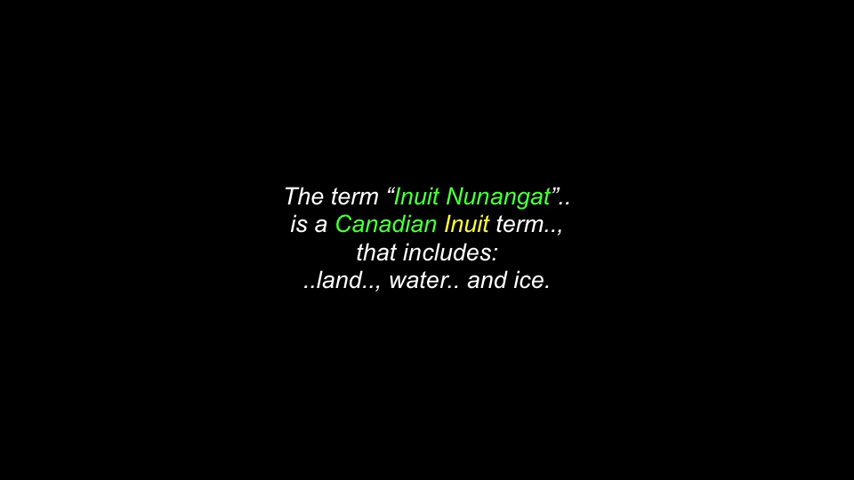 The term “Inuit Nunangat”..
is a Canadian Inuit term..,
that includes:
..land.., water.. and ice.